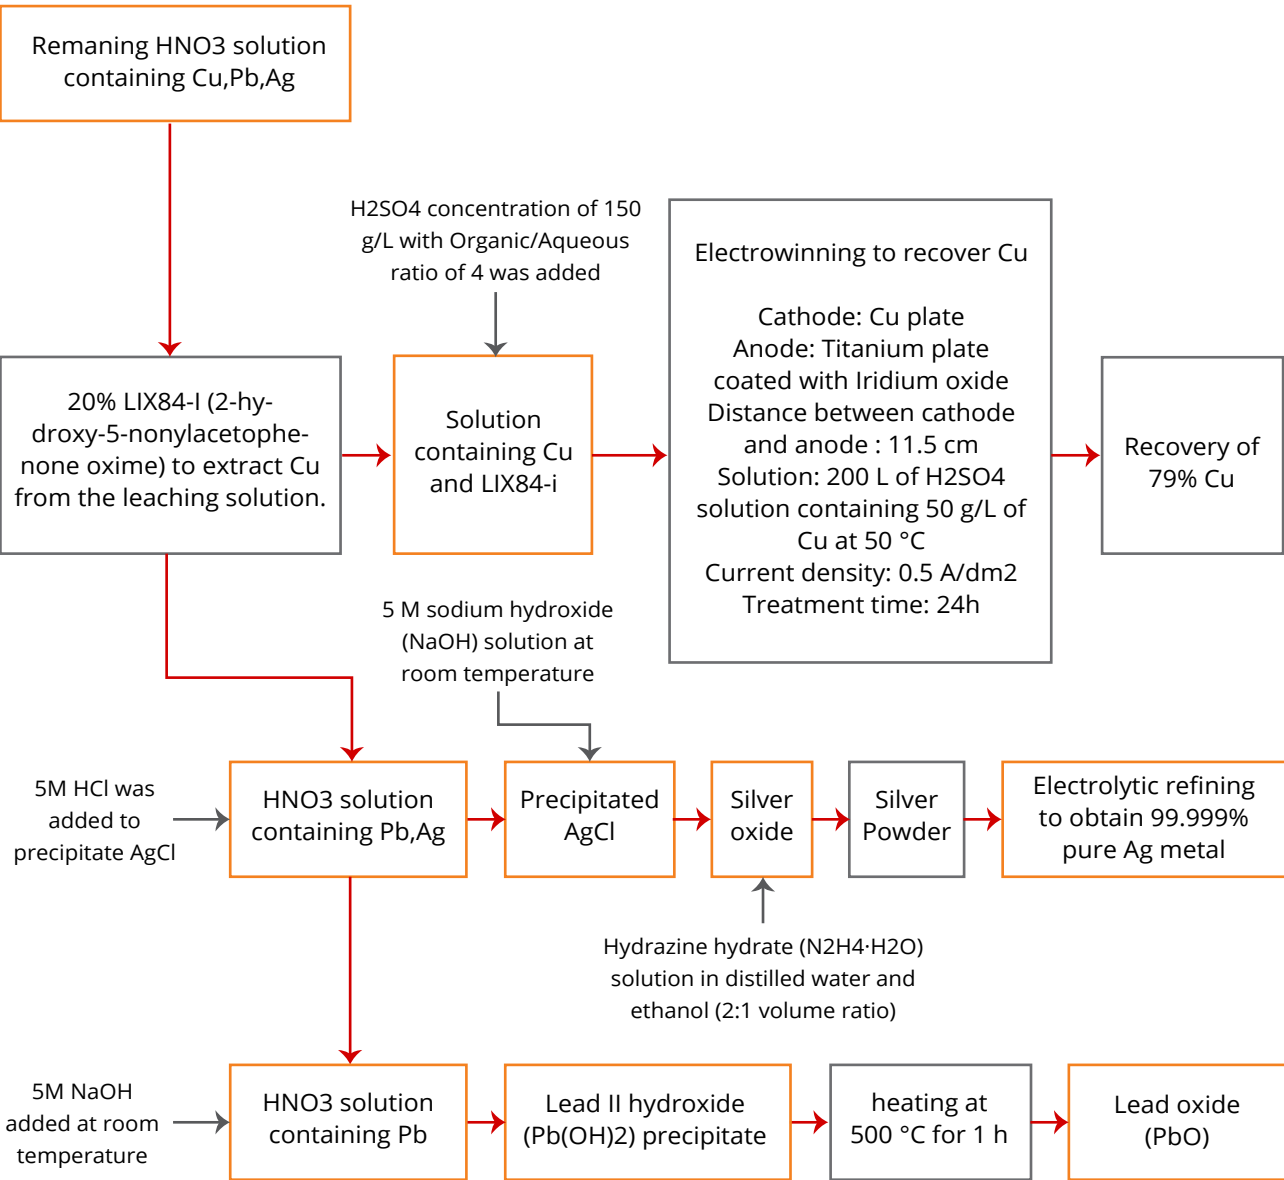 Remaning HNO3 solution
containing Cu,Pb,Ag
H2SO4 concentration of 150
g/L with Organic/Aqueous
ratio of 4 was added
20% LIX84-I (2-hy-
droxy-5-nonylacetophe-
none oxime) to extract Cu
from the leaching solution.
Solution
containing Cu
and LIX84-i
Electrowinning to recover Cu
Cathode: Cu plate
Anode: Titanium plate
coated with Iridium oxide
Distance between cathode
and anode : 11.5 cm
Solution: 200 L of H2SO4
solution containing 50 g/L of
Cu at 50 °C
Current density: 0.5 A/dm2
Treatment time: 24h
Recovery of
79% Cu
5 M sodium hydroxide
(NaOH) solution at
room temperature
5M HCl was
added to
precipitate AgCl
HNO3 solution
containing Pb,Ag
Precipitated
AgCl
Silver
oxide
Silver
Powder
Electrolytic refining
to obtain 99.999%
pure Ag metal
Hydrazine hydrate (N2H4·H2O)
solution in distilled water and
ethanol (2:1 volume ratio)
5M NaOH
added at room
temperature
HNO3 solution
containing Pb
Lead II hydroxide
(Pb(OH)2) precipitate
heating at
500 °C for 1 h
Lead oxide
(PbO)